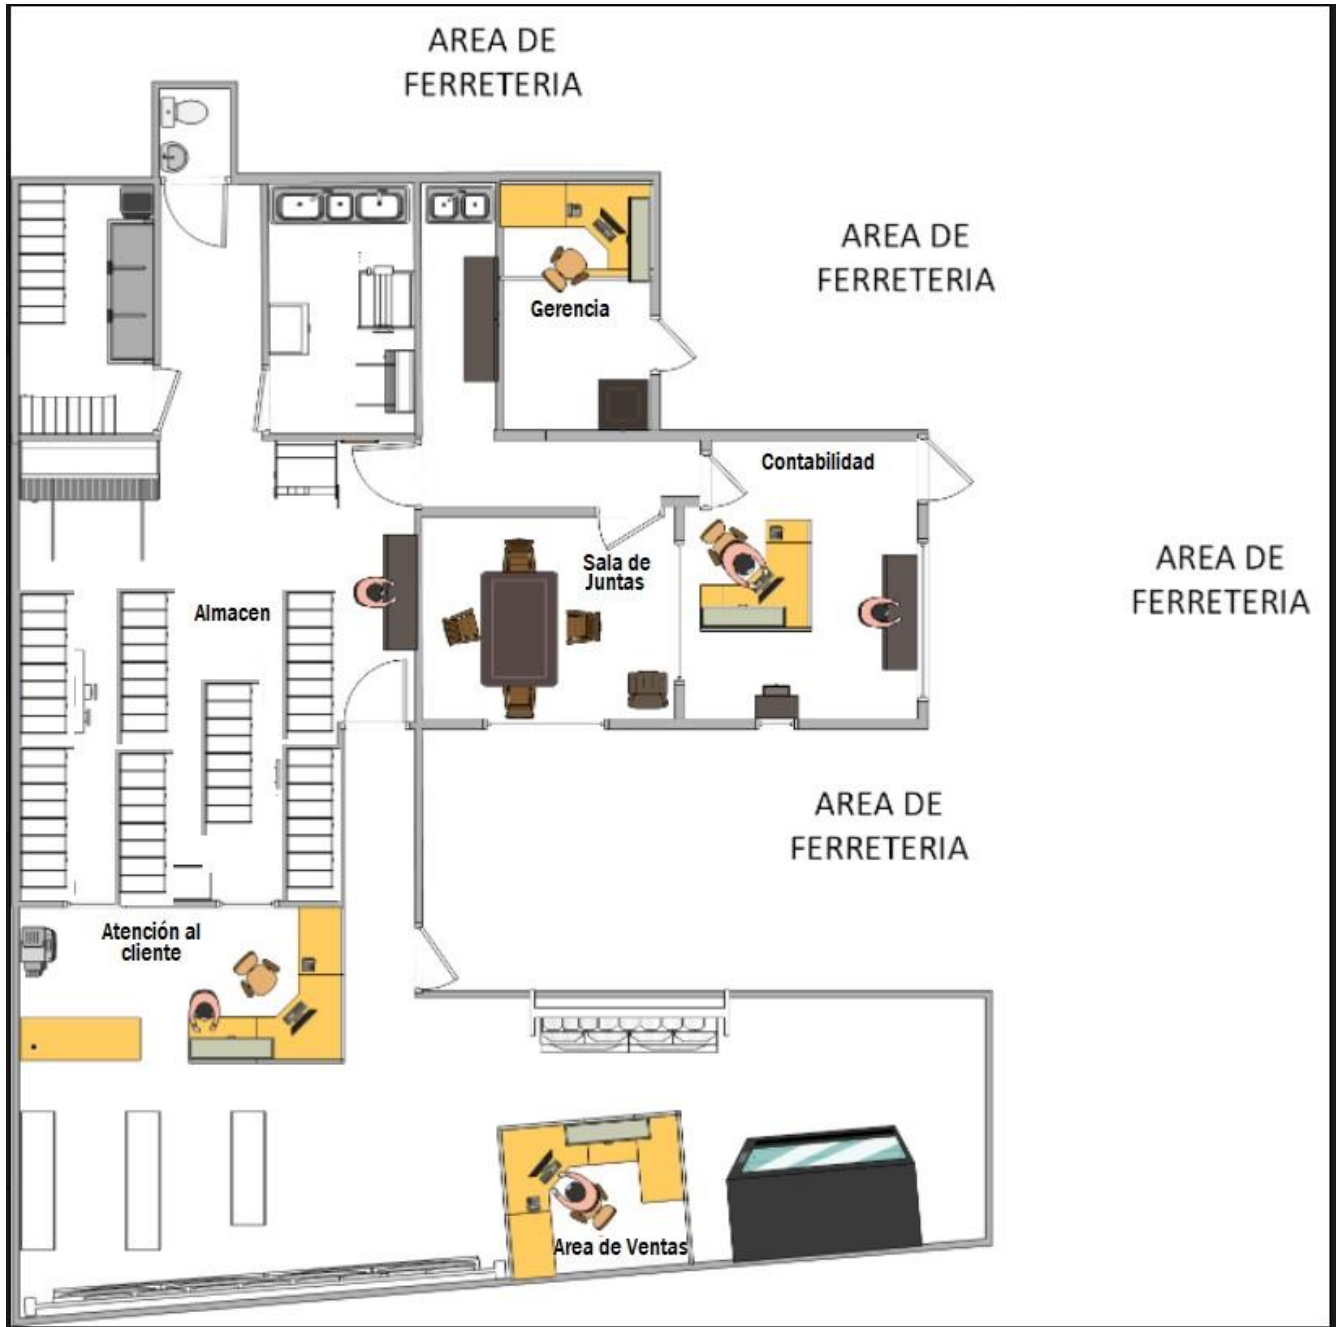 AREA DE
FERRETERIA
AREA DE
FERRETERIA
Gerencia
Contabilidad
Sala de
Juntas
AREA DE
FERRETERIA
Almacen
AREA DE
FERRETERIA
Atención al
cliente
Area de Ventas